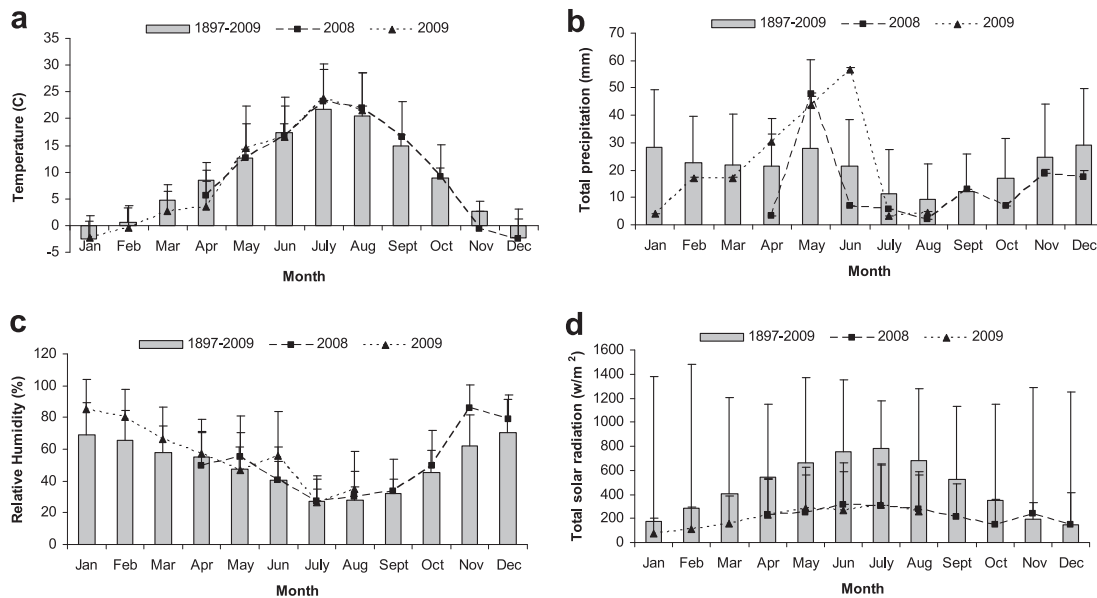 a
1897-2009 2008 2009
Temperature (C)
35
30
25
20
15
10
5
0
-5
Jan Feb Mar Apr May Jun July Aug Sept Oct Nov Dec
Month
b
1897-2009 2008 2009
Total precipitation (mm)
70
60
50
40
30
20
10
0
Jan Feb Mar Apr May Jun July Aug Sept Oct Nov Dec
Month
c
1897-2009 2008 2009
Relative Humidity (%)
120
100
80
60
40
20
0
Jan Feb Mar Apr May Jun July Aug Sept Oct Nov Dec
Month
d
1897-2009 2008 2009
Total solar radiation (w/m²)
1600
1400
1200
1000
800
600
400
200
0
Jan Feb Mar Apr May Jun July Aug Sept Oct Nov Dec
Month